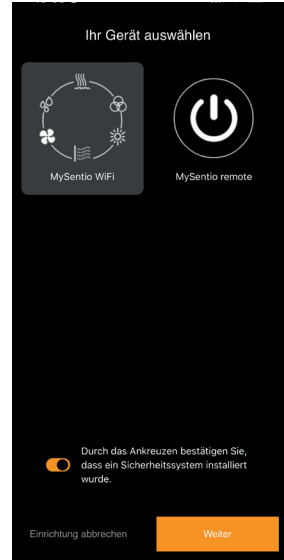 Ihr Gerät auswählen
MySentio WiFi
MySentio remote
Durch das Ankreuzen bestätigen Sie,
dass ein Sicherheitssystem installiert
wurde.
Einrichtung abbrechen
Weiter